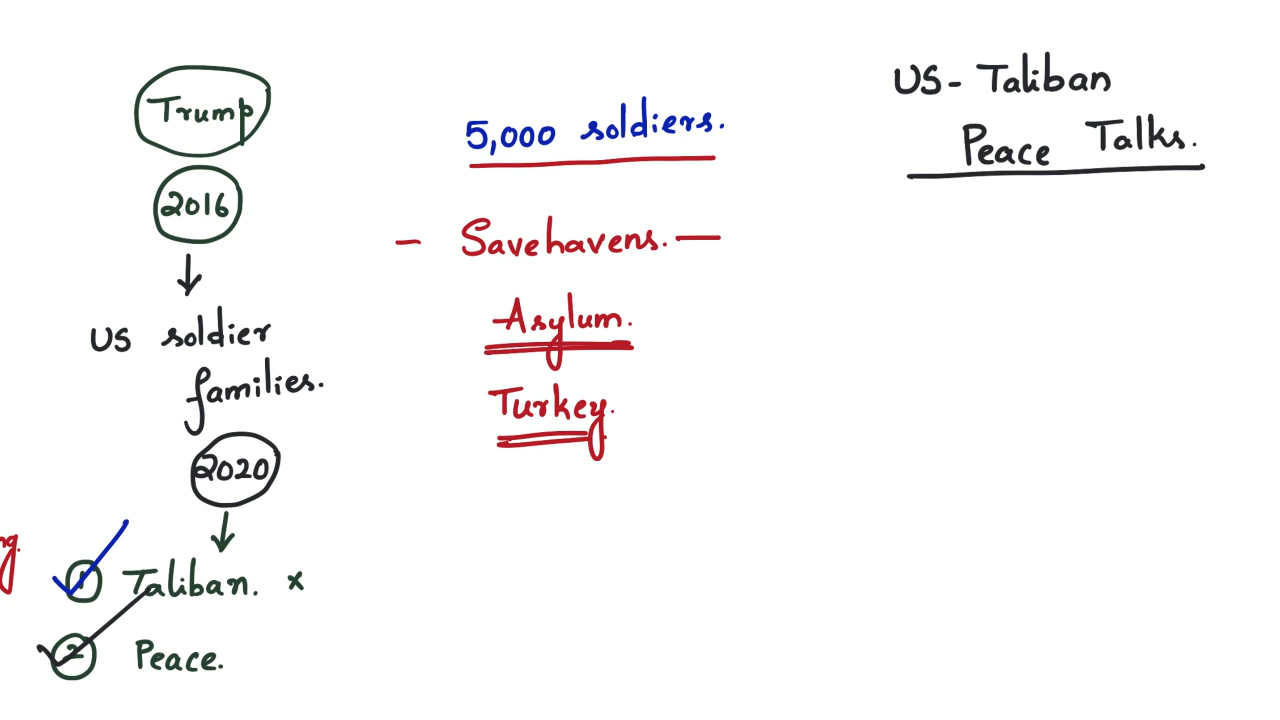 Trump
2016
US soldier
families.
2020
ng.
1 Taliban. x
2 Peace.
5,000 soldiers.
- Savehavens. -
Asylum.
Turkey.
US - Taliban
Peace Talks.